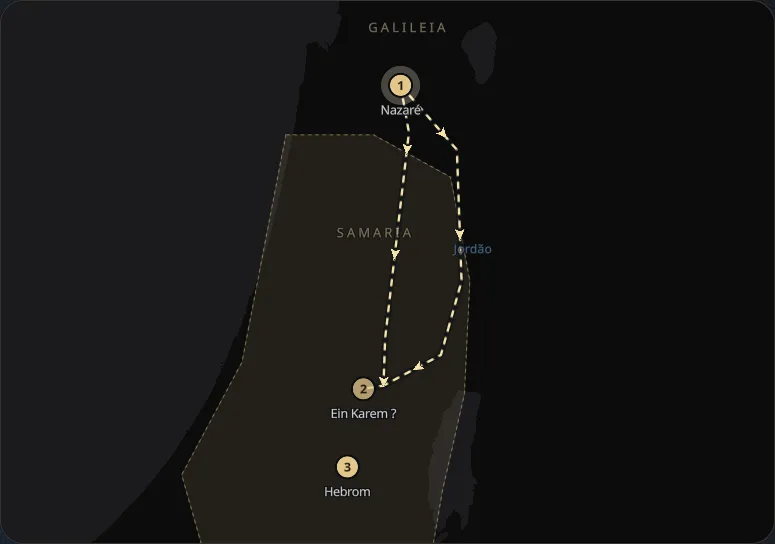 GALILEIA
1
Nazaré
SAMARIA
Jordão
2
Ein Karem ?
3
Hebrom